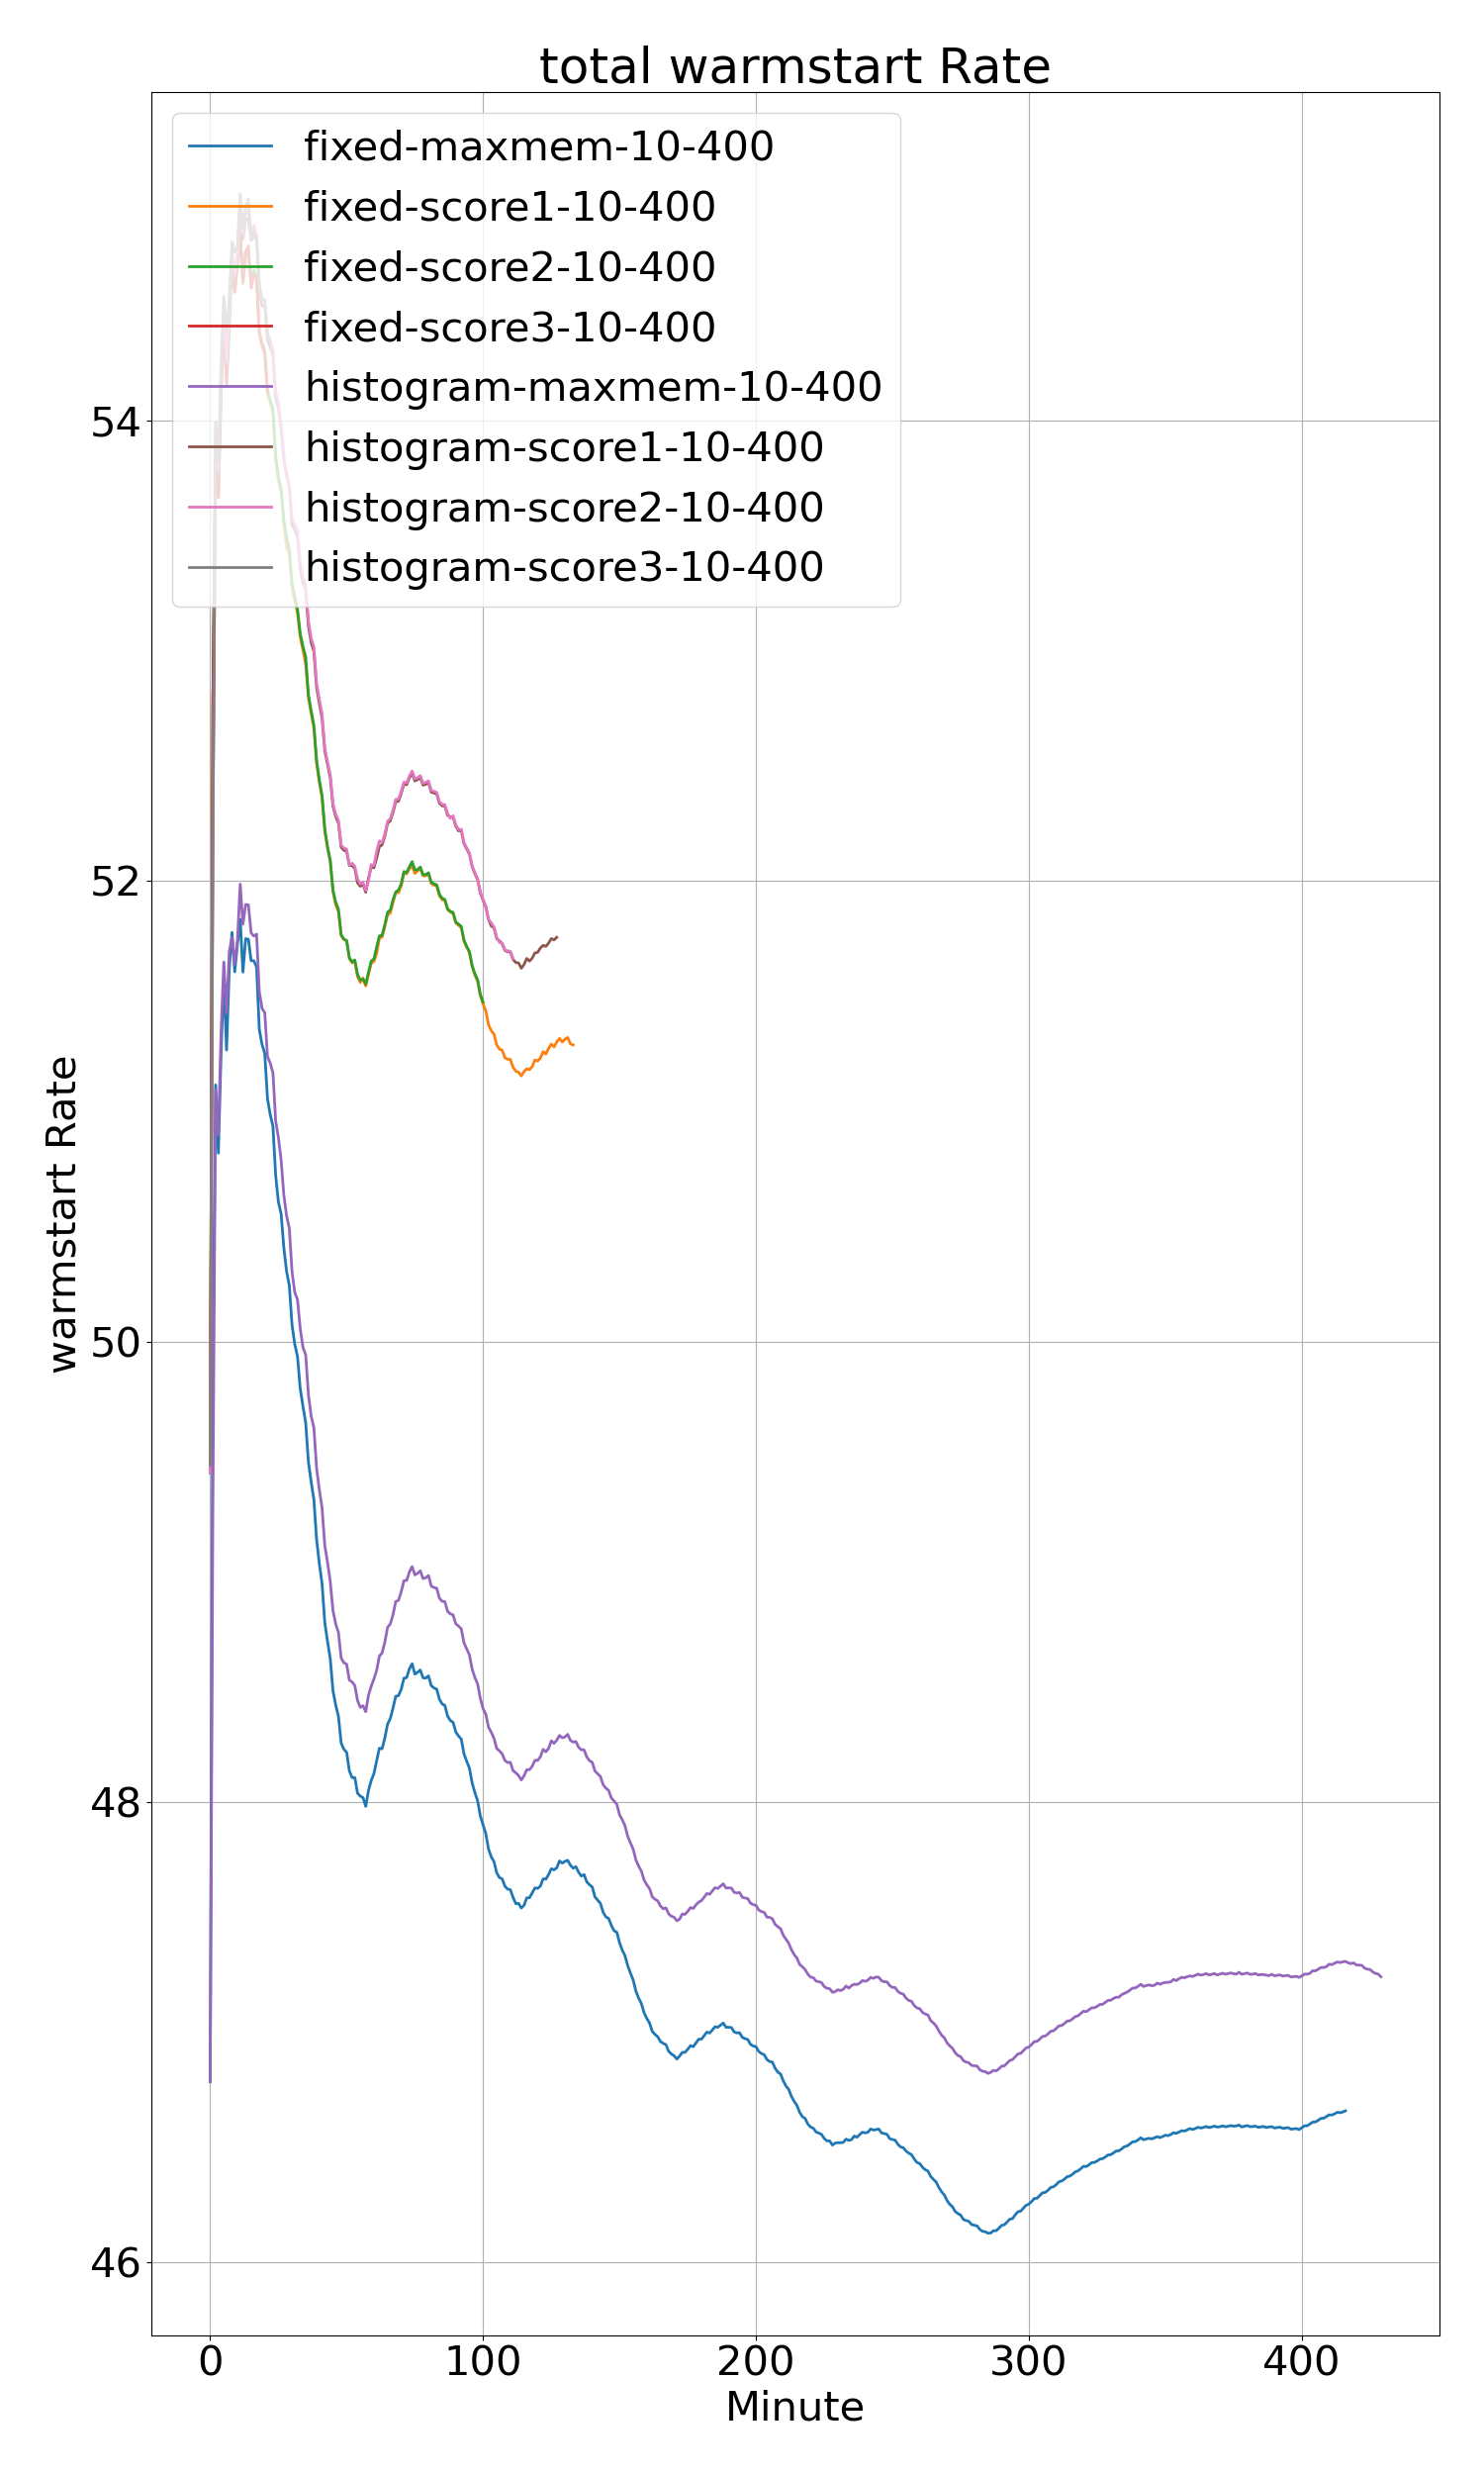 total warmstart Rate
fixed-maxmem-10-400
fixed-score1-10-400
fixed-score2-10-400
fixed-score3-10-400
histogram-maxmem-10-400
histogram-score1-10-400
histogram-score2-10-400
histogram-score3-10-400
54
52
50
48
46
warmstart Rate
0 100 200 300 400
Minute